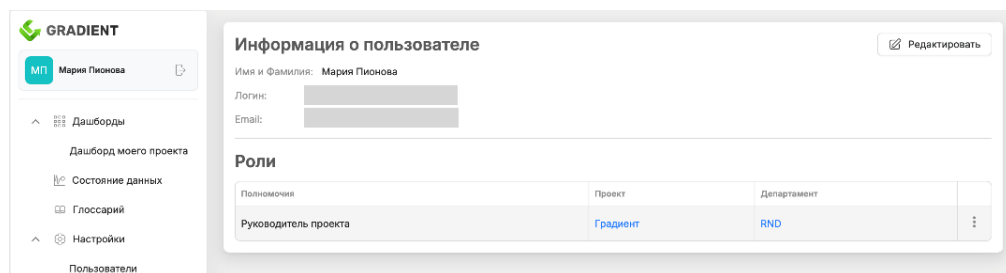 GRADIENT
МП Мария Пионова
Дашборды
Дашборд моего проекта
Состояние данных
Глоссарий
Настройки
Пользователи
Информация о пользователе
Редактировать
Имя и Фамилия: Мария Пионова
Логин:
Email:
Роли
Полномочия Проект Департамент
Руководитель проекта Градиент RND